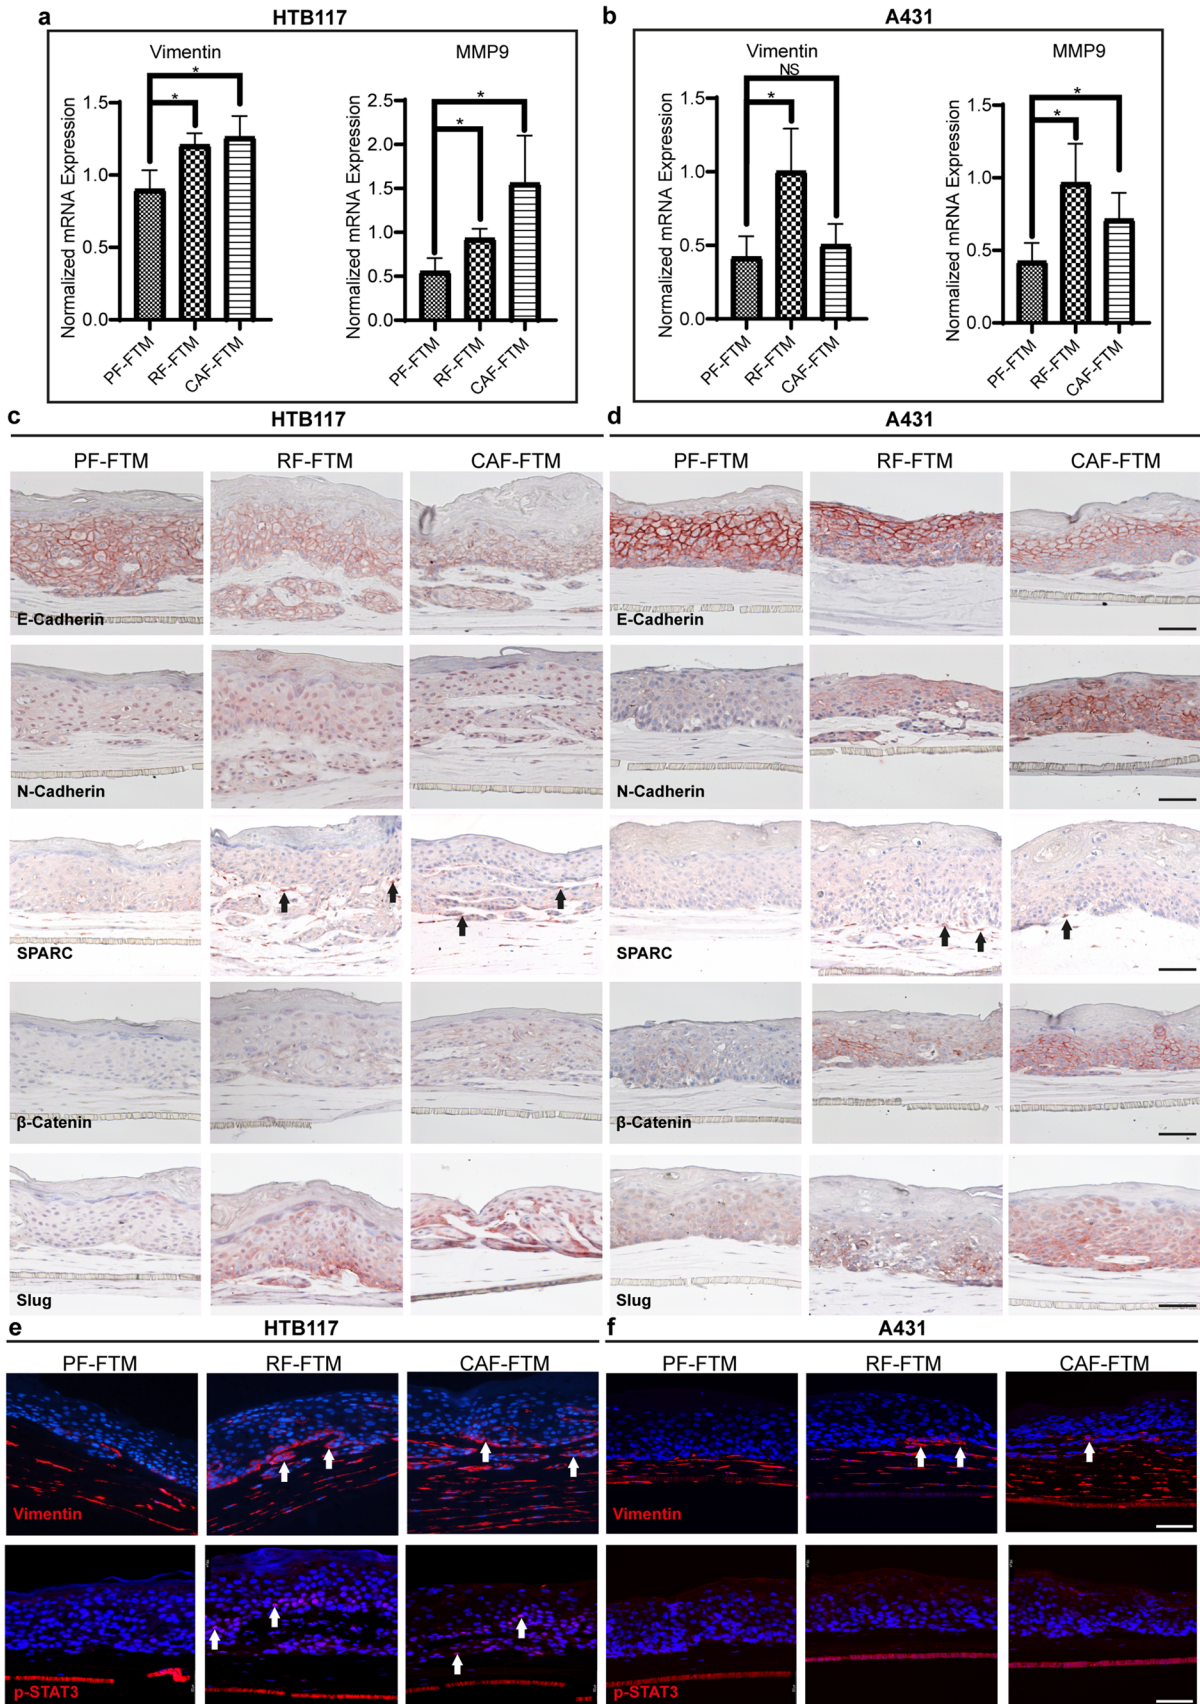 a
HTB117
Vimentin
*
*
Normalized mRNA Expression
1.5
1.0
0.5
0.0
PF-FTM
RF-FTM
CAF-FTM
MMP9
*
*
Normalized mRNA Expression
2.5
2.0
1.5
1.0
0.5
0.0
PF-FTM
RF-FTM
CAF-FTM
b
A431
Vimentin
NS
*
Normalized mRNA Expression
1.5
1.0
0.5
0.0
PF-FTM
RF-FTM
CAF-FTM
MMP9
*
*
Normalized mRNA Expression
1.5
1.0
0.5
0.0
PF-FTM
RF-FTM
CAF-FTM
c
HTB117
d
A431
PF-FTM
RF-FTM
CAF-FTM
PF-FTM
RF-FTM
CAF-FTM
E-Cadherin
E-Cadherin
N-Cadherin
N-Cadherin
SPARC
SPARC
β-Catenin
β-Catenin
Slug
Slug
e
HTB117
f
A431
PF-FTM
RF-FTM
CAF-FTM
PF-FTM
RF-FTM
CAF-FTM
Vimentin
Vimentin
p-STAT3
p-STAT3